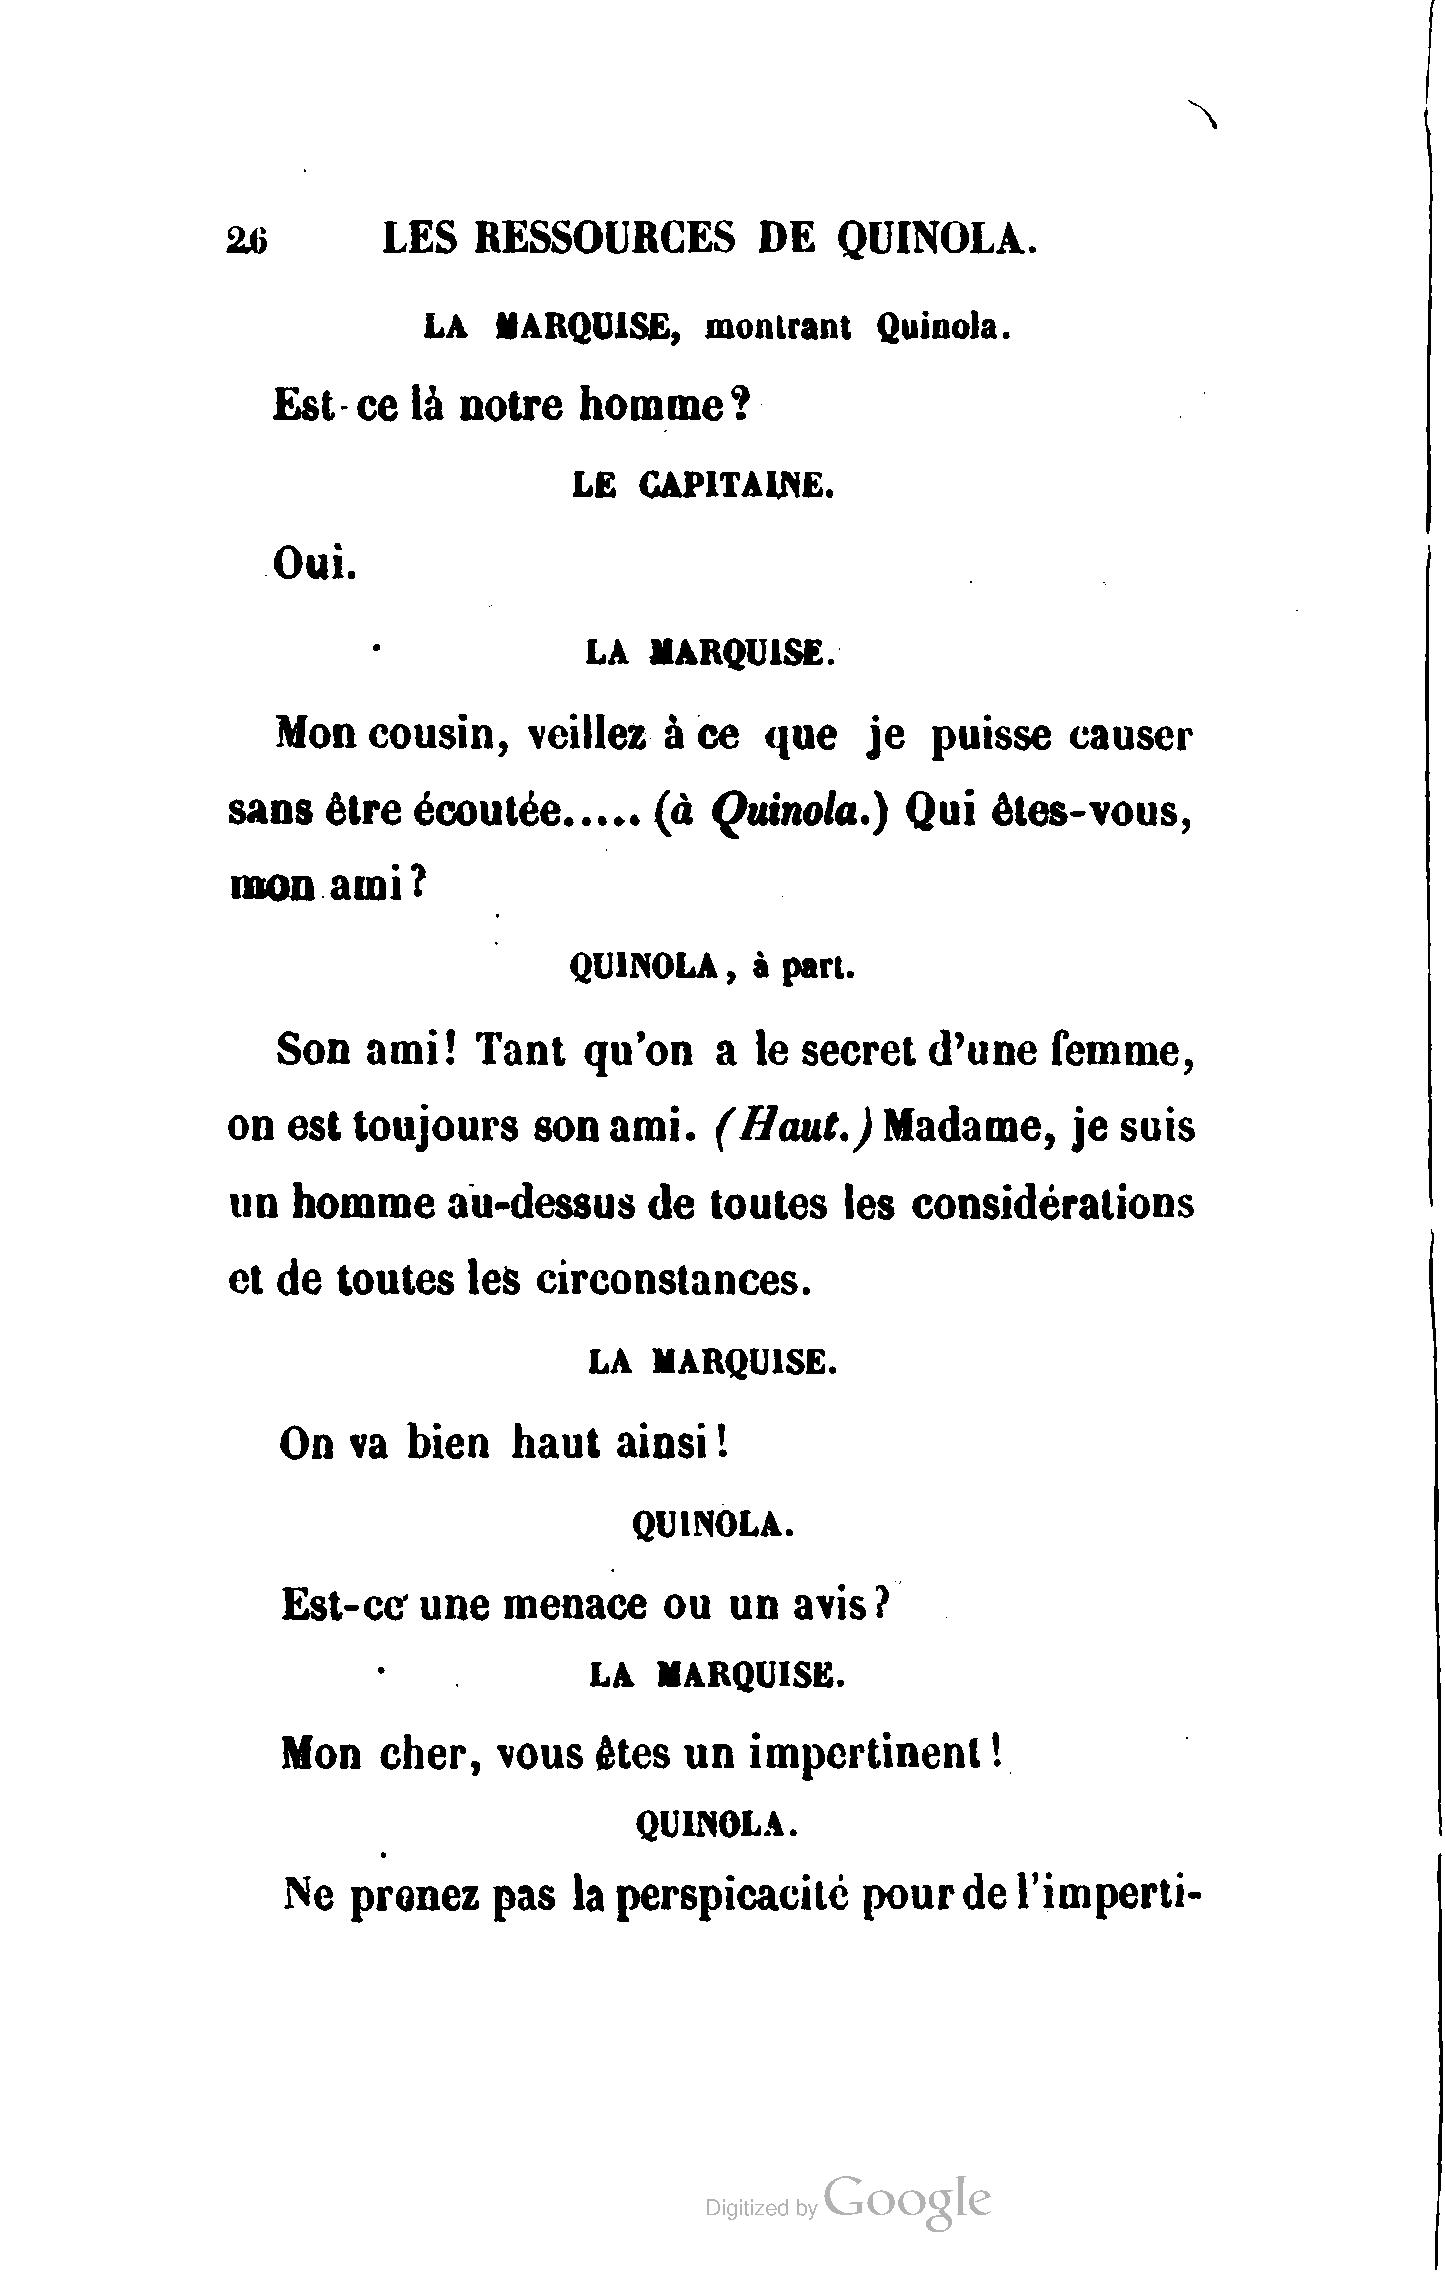 26 LES RESSOURCES DE QUINOLA.
LA MARQUISE, montrant Quinola.
Est-ce là notre homme?
LE CAPITAINE.
Oui.
LA MARQUISE.
Mon cousin, veillez à ce que je puisse causer
sans être écoutée..... (à Quinola.) Qui êtes-vous,
mon ami?
QUINOLA, à part.
Son ami! Tant qu'on a le secret d'une femme,
on est toujours son ami. (Haut.) Madame, je suis
un homme au-dessus de toutes les considérations
et de toutes les circonstances.
LA MARQUISE.
On va bien haut ainsi!
QUINOLA.
Est-ce une menace ou un avis?
LA MARQUISE.
Mon cher, vous êtes un impertinent!
QUINOLA.
Ne prenez pas la perspicacité pour de l'imperti-
Digitized by Google